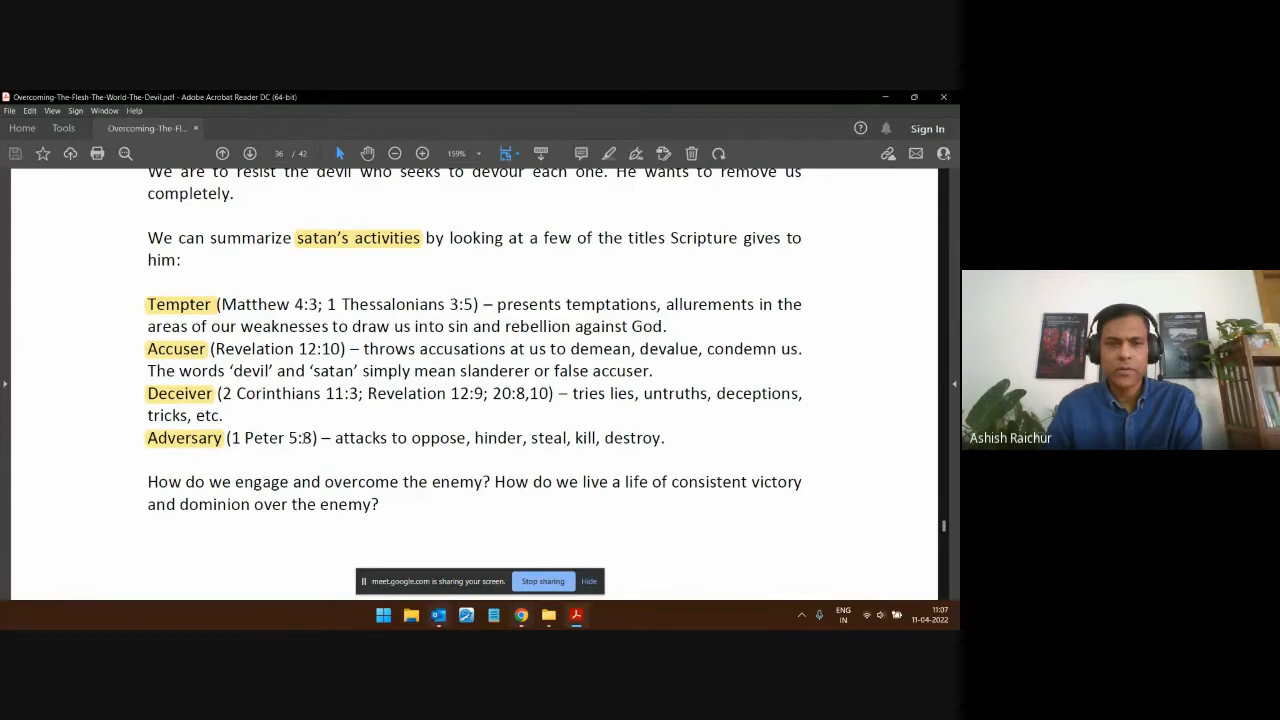 Overcoming-The-Flesh-The-World-The-Devil.pdf - Adobe Acrobat Reader DC (64-bit)
File Edit View Sign Window Help
Home Tools Overcoming-The-Fl... × Sign In
36 / 42 159%
We are to resist the devil who seeks to devour each one. He wants to remove us
completely.
We can summarize satan’s activities by looking at a few of the titles Scripture gives to
him:
Tempter (Matthew 4:3; 1 Thessalonians 3:5) – presents temptations, allurements in the
areas of our weaknesses to draw us into sin and rebellion against God.
Accuser (Revelation 12:10) – throws accusations at us to demean, devalue, condemn us.
The words ‘devil’ and ‘satan’ simply mean slanderer or false accuser.
Deceiver (2 Corinthians 11:3; Revelation 12:9; 20:8,10) – tries lies, untruths, deceptions,
tricks, etc.
Adversary (1 Peter 5:8) – attacks to oppose, hinder, steal, kill, destroy.
How do we engage and overcome the enemy? How do we live a life of consistent victory
and dominion over the enemy?
meet.google.com is sharing your screen. Stop sharing Hide
ENG
IN
11:07
11-04-2022
Ashish Raichur